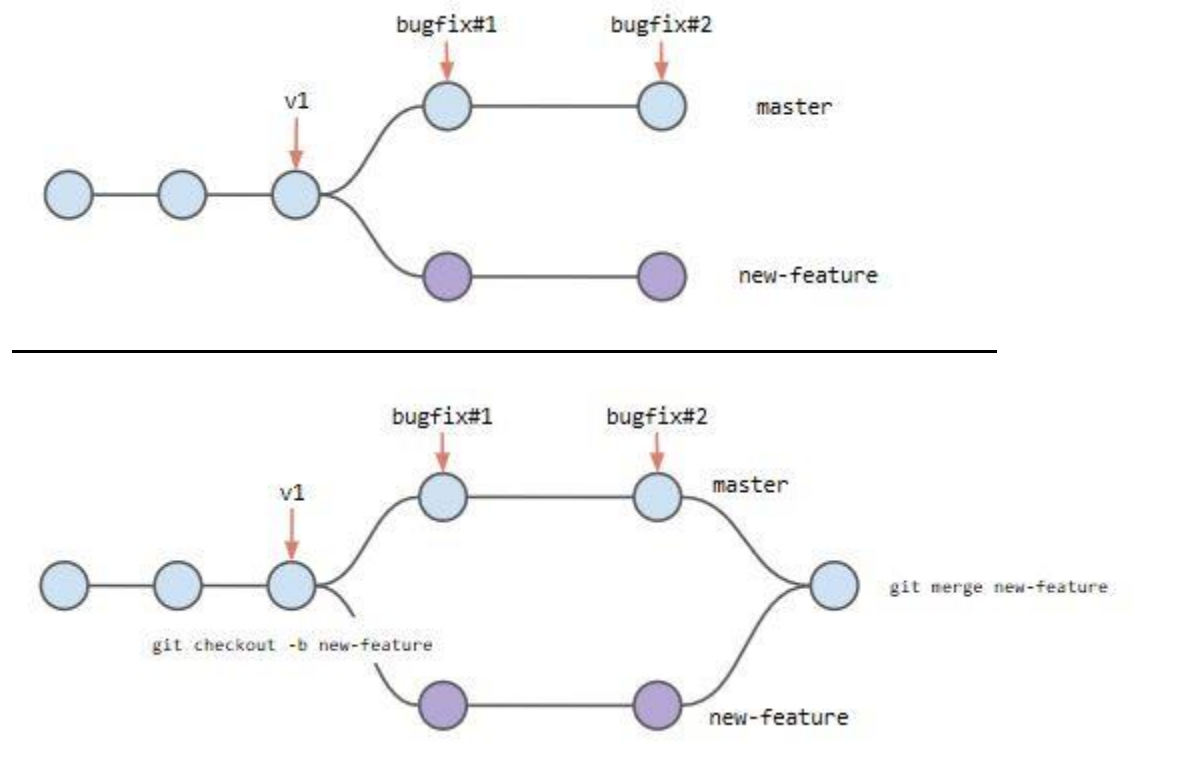 bugfix#1 bugfix#2
v1
master
new-feature
bugfix#1 bugfix#2
v1
master
git merge new-feature
git checkout -b new-feature
new-feature